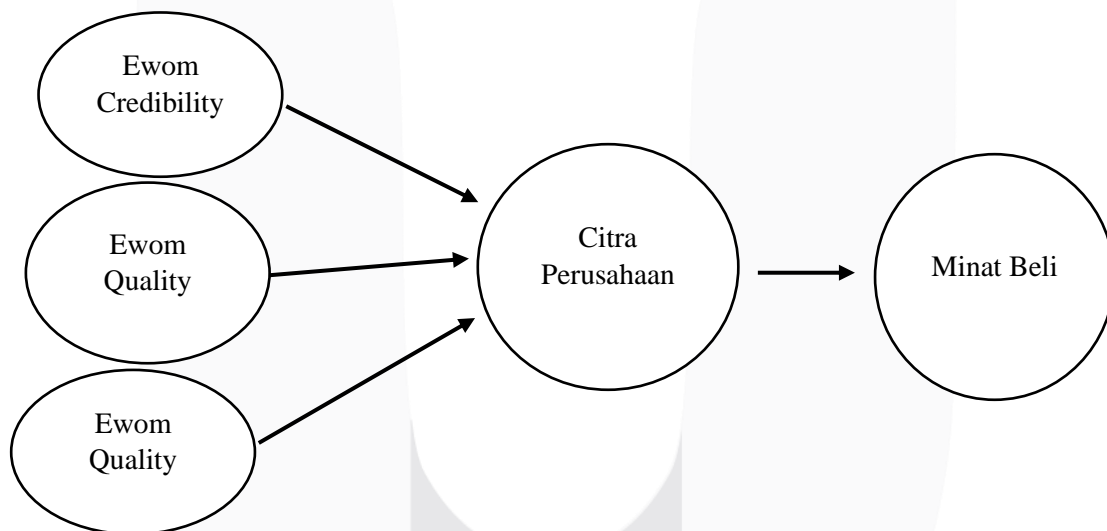 Ewom
Credibility
Ewom
Quality
Ewom
Quality
Citra
Perusahaan
Minat Beli